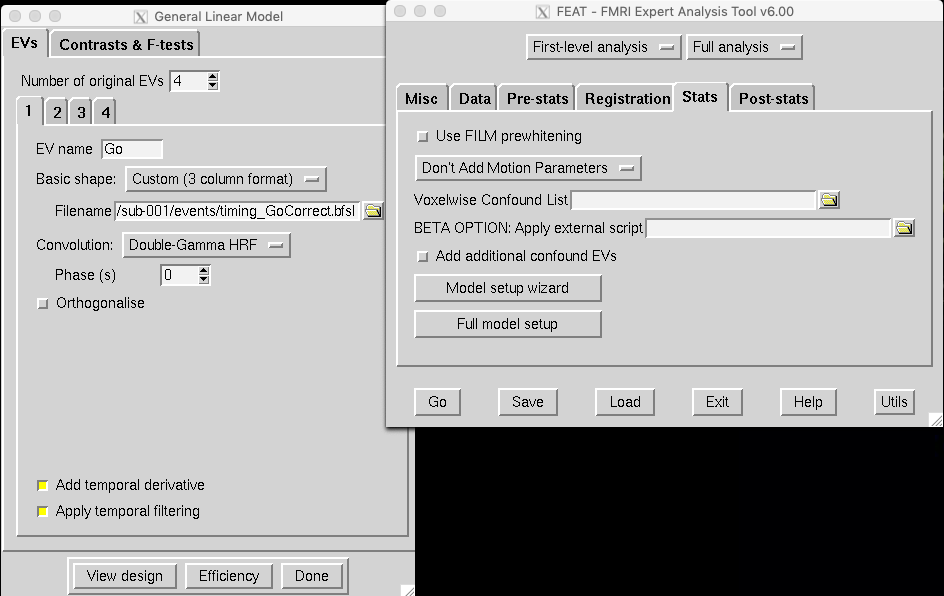 General Linear Model
EVs
Contrasts & F-tests
Number of original EVs 4
1 2 3 4
EV name Go
Basic shape: Custom (3 column format)
Filename /sub-001/events/timing_GoCorrect.bfsl
Convolution: Double-Gamma HRF
Phase (s) 0
Orthogonalise
Add temporal derivative
Apply temporal filtering
View design Efficiency Done
FEAT - FMRI Expert Analysis Tool v6.00
First-level analysis Full analysis
Misc Data Pre-stats Registration Stats Post-stats
Use FILM prewhitening
Don't Add Motion Parameters
Voxelwise Confound List
BETA OPTION: Apply external script
Add additional confound EVs
Model setup wizard
Full model setup
Go Save Load Exit Help Utils